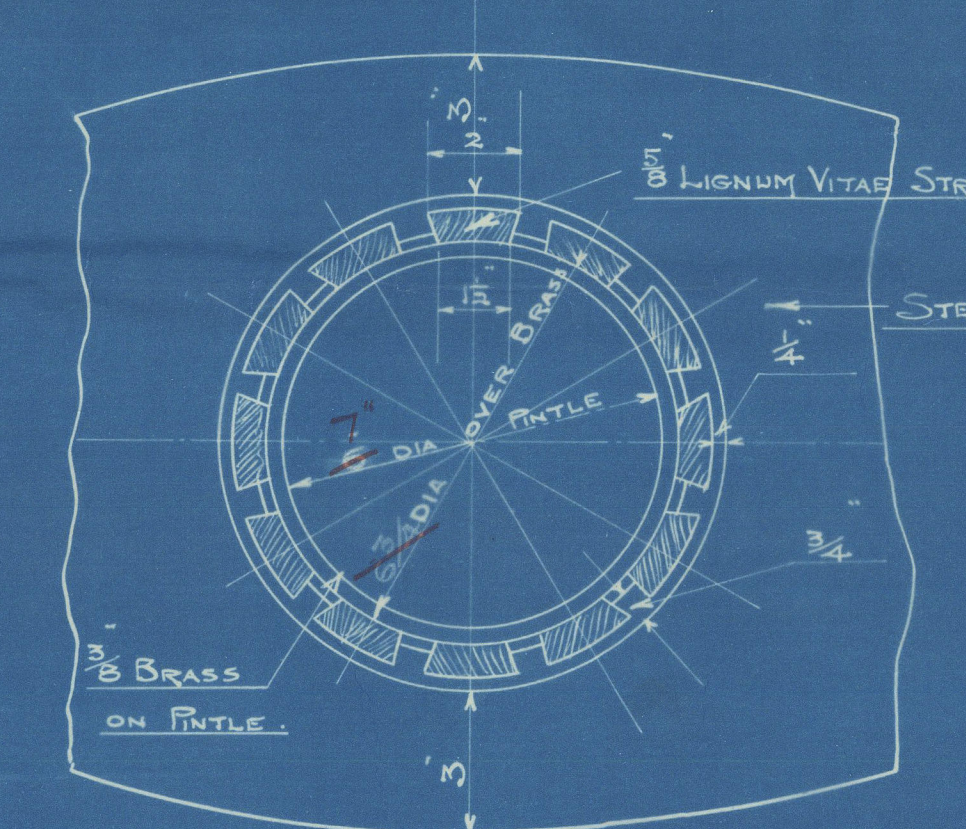 3"
2"
5/8" LIGNUM VITAE STR
STE
1/4"
1 1/2"
OVER BRASS
PINTLE
7"
6 DIA
6 3/4 DIA
3/4"
3/8" BRASS
ON PINTLE.
3"